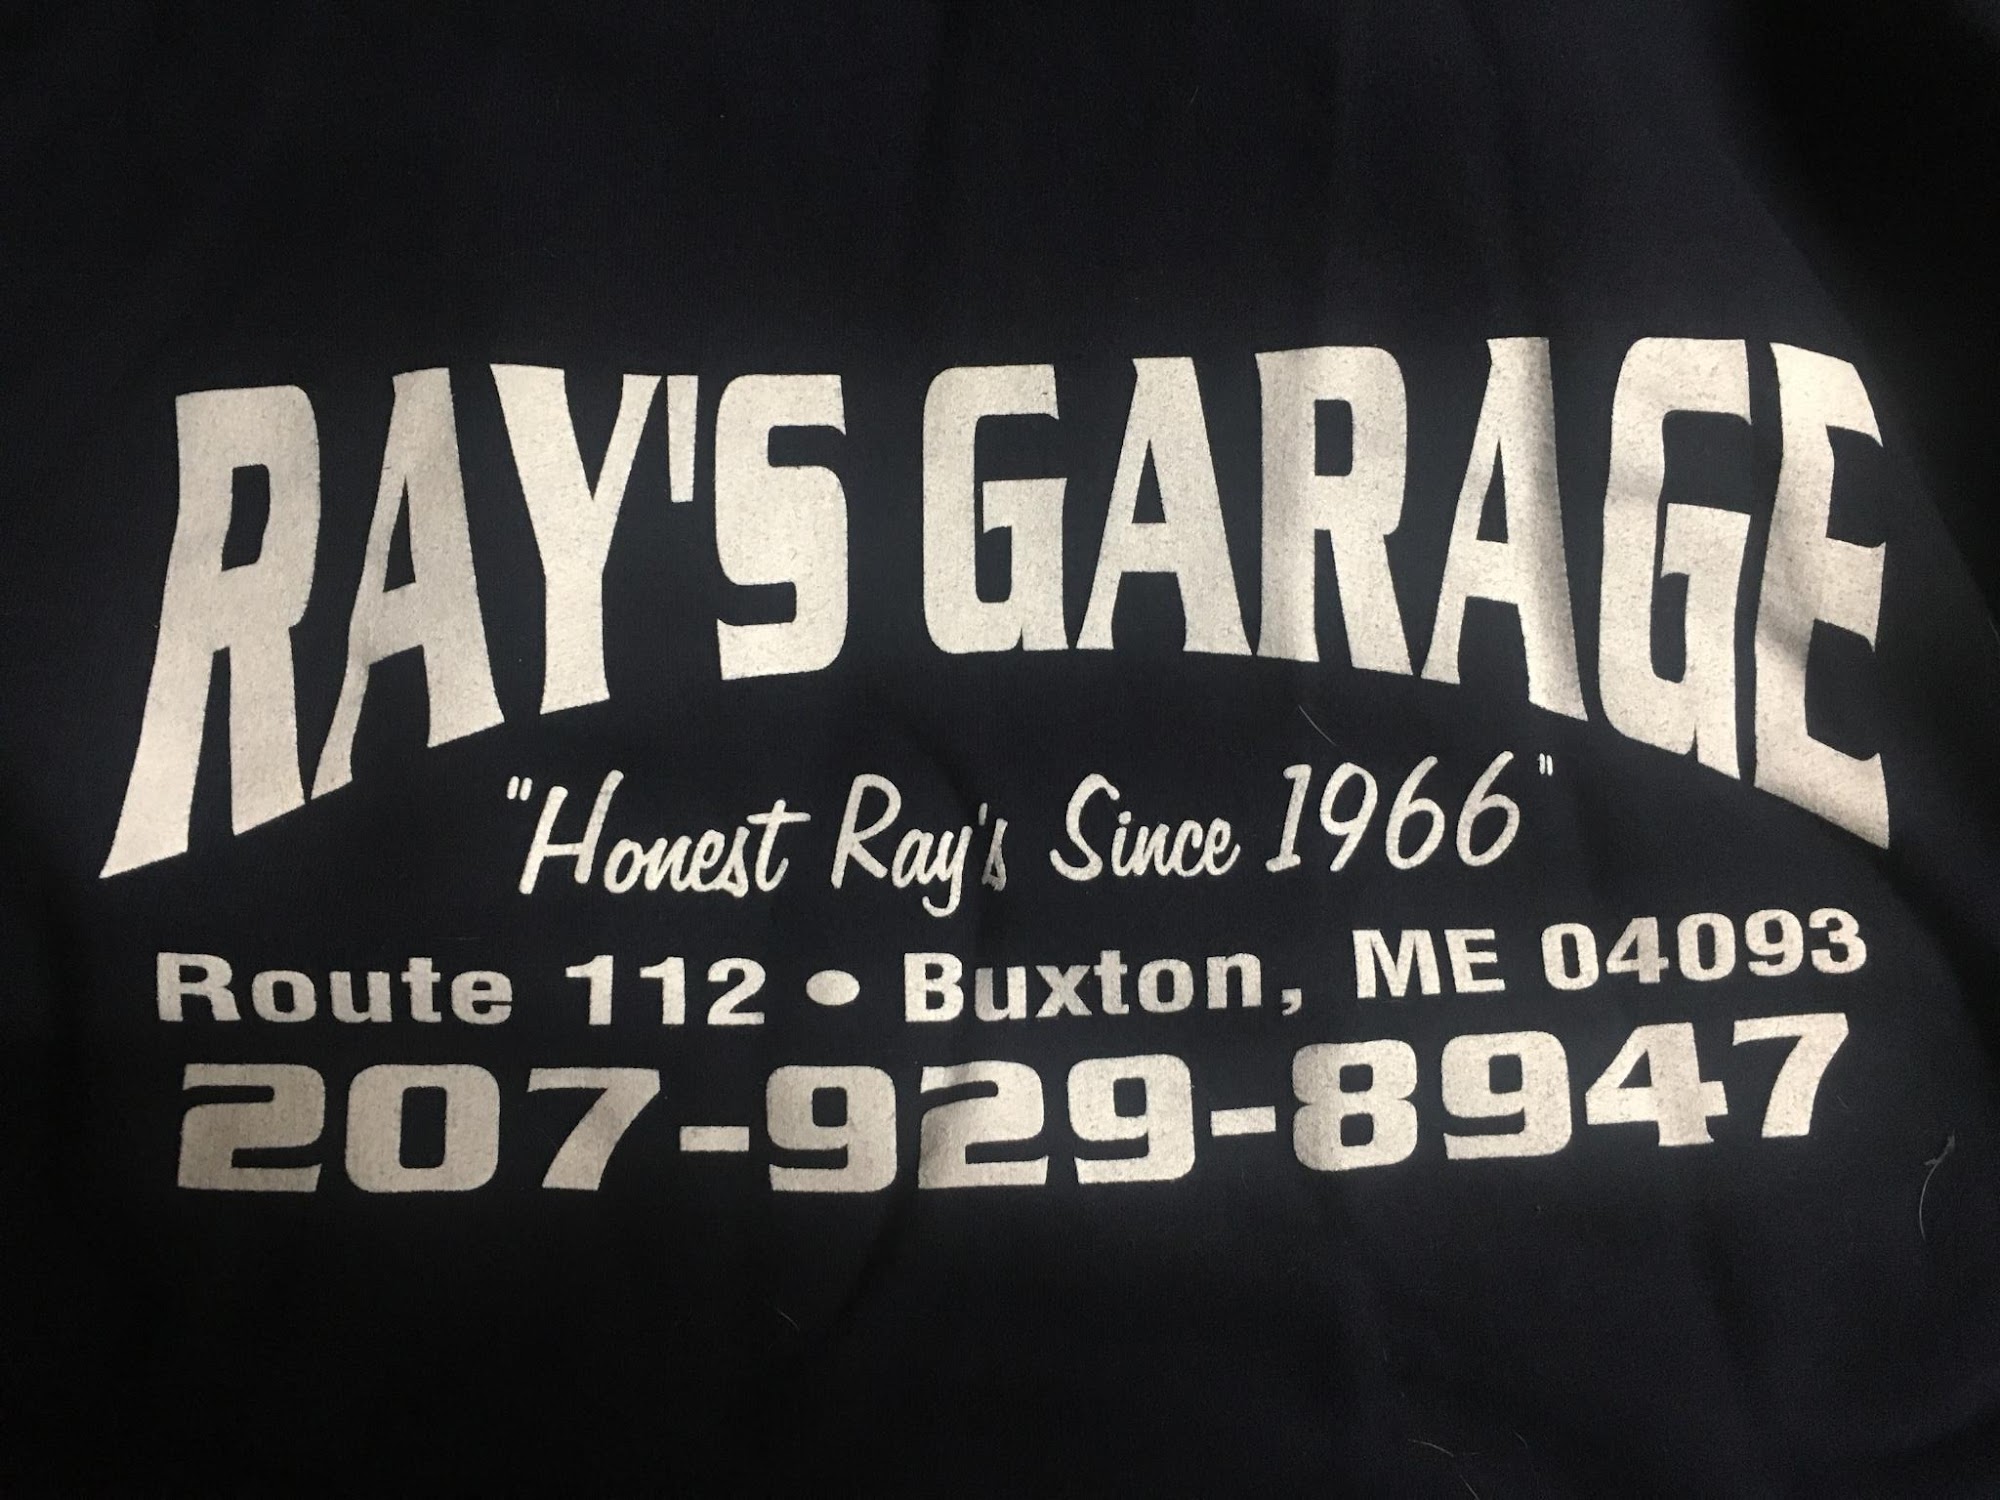 RAY'S GARAGE
"Honest Ray's Since 1966"
Route 112 • Buxton, ME 04093
207-929-8947